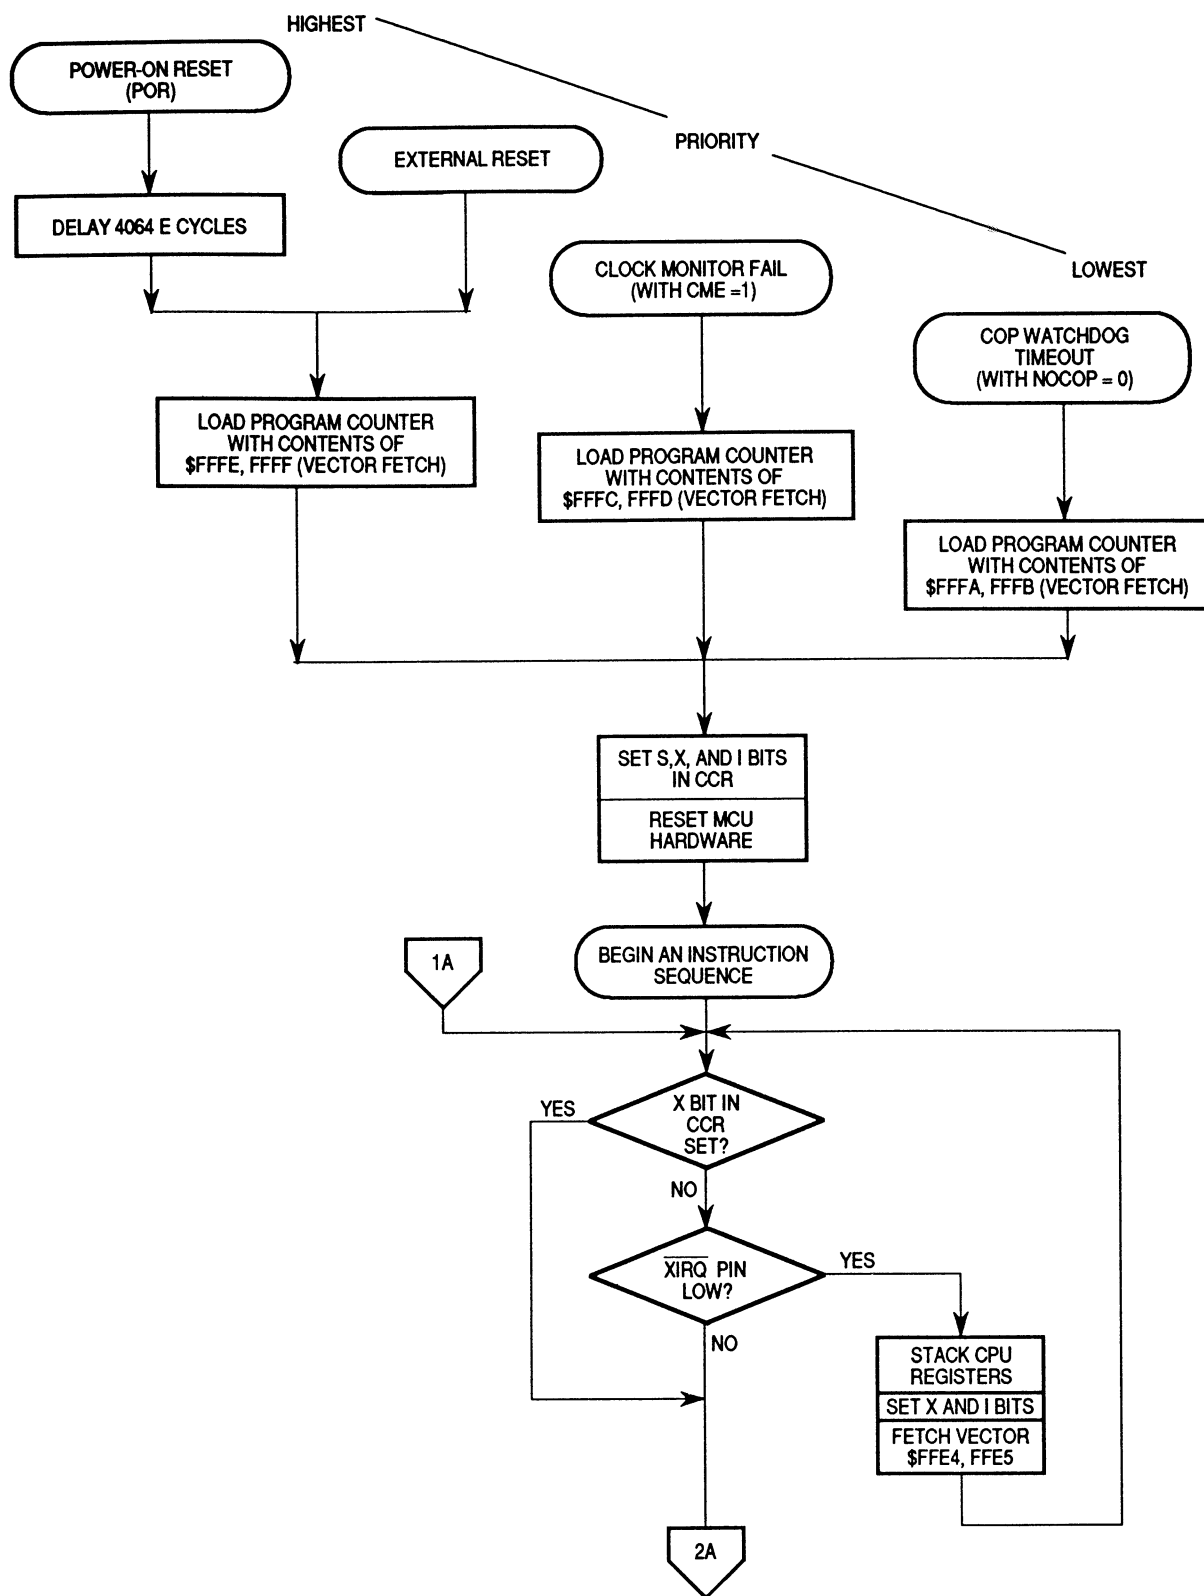 HIGHEST
POWER-ON RESET
(POR)
PRIORITY
EXTERNAL RESET
DELAY 4064 E CYCLES
LOWEST
CLOCK MONITOR FAIL
(WITH CME =1)
COP WATCHDOG
TIMEOUT
(WITH NOCOP = 0)
LOAD PROGRAM COUNTER
WITH CONTENTS OF
$FFFE, FFFF (VECTOR FETCH)
LOAD PROGRAM COUNTER
WITH CONTENTS OF
$FFFC, FFFD (VECTOR FETCH)
LOAD PROGRAM COUNTER
WITH CONTENTS OF
$FFFA, FFFB (VECTOR FETCH)
SET S,X, AND I BITS
IN CCR
RESET MCU
HARDWARE
1A
BEGIN AN INSTRUCTION
SEQUENCE
YES
X BIT IN
CCR
SET?
NO
XIRQ PIN
LOW?
YES
NO
STACK CPU
REGISTERS
SET X AND I BITS
FETCH VECTOR
$FFE4, FFE5
2A